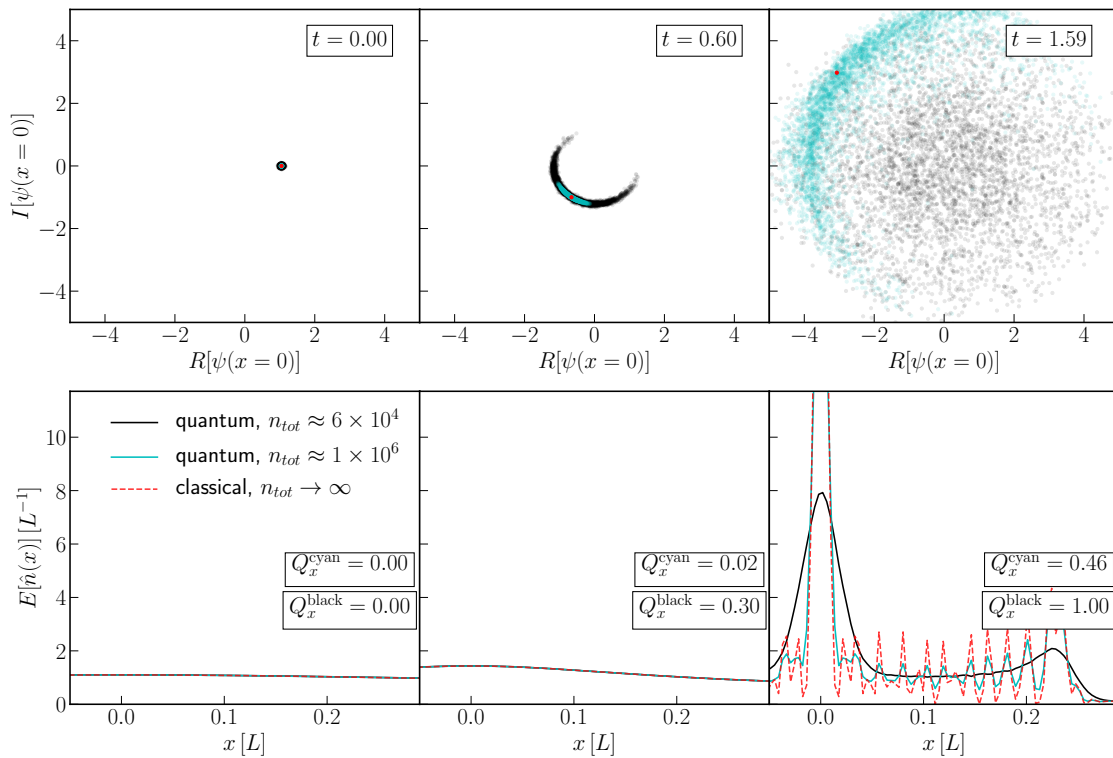 t = 0.00
t = 0.60
t = 1.59
I[ψ(x = 0)]
4
2
0
−2
−4
−4 −2 0 2 4
−4 −2 0 2 4
−4 −2 0 2 4
R[ψ(x = 0)]
R[ψ(x = 0)]
R[ψ(x = 0)]
E[n̂(x)] [L⁻¹]
10
8
6
4
2
0
quantum, n_tot ≈ 6 × 10⁴
quantum, n_tot ≈ 1 × 10⁶
classical, n_tot → ∞
Q_x^cyan = 0.00
Q_x^black = 0.00
Q_x^cyan = 0.02
Q_x^black = 0.30
Q_x^cyan = 0.46
Q_x^black = 1.00
0.0 0.1 0.2
0.0 0.1 0.2
0.0 0.1 0.2
x [L]
x [L]
x [L]